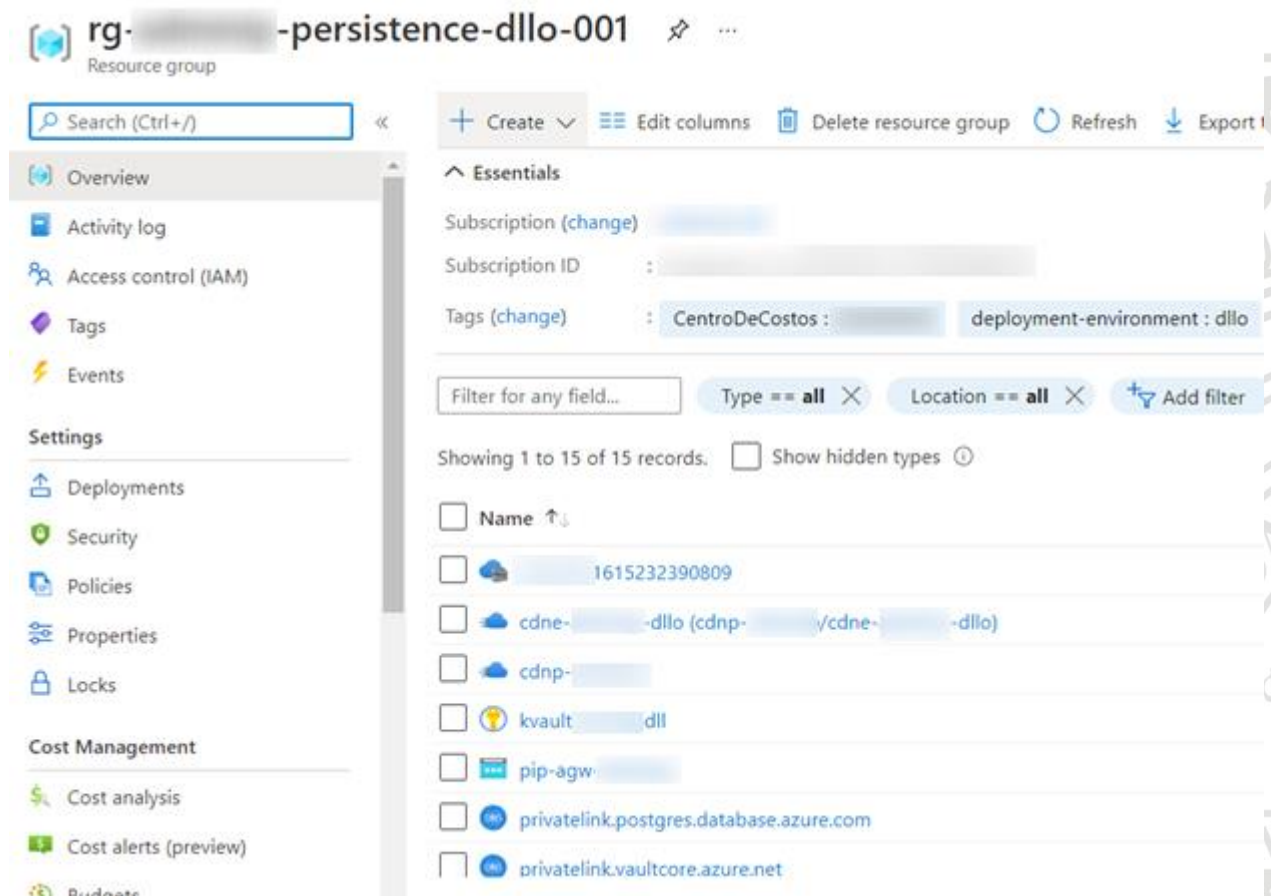 rg- -persistence-dllo-001
Resource group
Search (Ctrl+/)
Overview
Activity log
Access control (IAM)
Tags
Events
Settings
Deployments
Security
Policies
Properties
Locks
Cost Management
Cost analysis
Cost alerts (preview)
Budgets
Create Edit columns Delete resource group Refresh Export
Essentials
Subscription (change)
Subscription ID :
Tags (change) : CentroDeCostos : deployment-environment : dllo
Filter for any field... Type == all Location == all Add filter
Showing 1 to 15 of 15 records. Show hidden types
Name
1615232390809
cdne- -dllo (cdnp- /cdne- -dllo)
cdnp-
kvault dll
pip-agw-
privatelink.postgres.database.azure.com
privatelink.vaultcore.azure.net